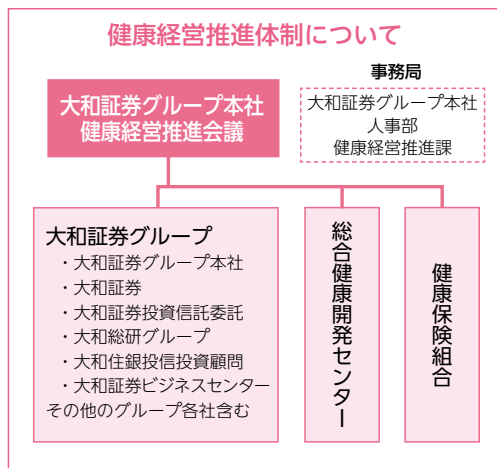 健康経営推進体制について
大和証券グループ本社
健康経営推進会議
事務局
大和証券グループ本社
人事部
健康経営推進課
大和証券グループ
・大和証券グループ本社
・大和証券
・大和証券投資信託委託
・大和総研グループ
・大和住銀投信投資顧問
・大和証券ビジネスセンター
その他のグループ各社含む
総合健康開発センター
健康保険組合